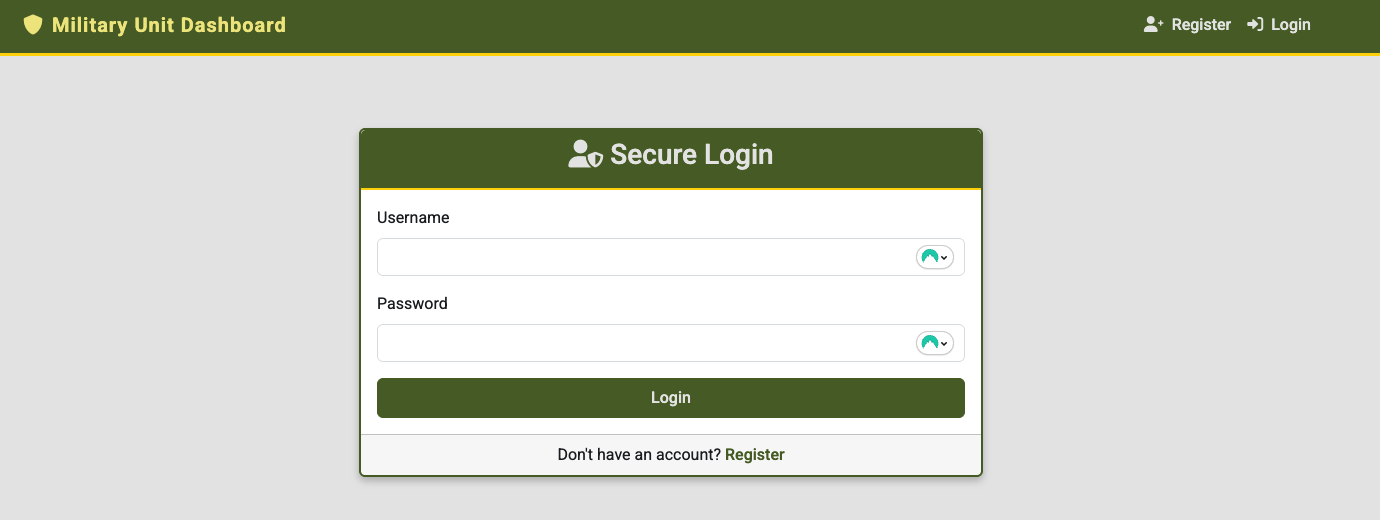 Military Unit Dashboard
Register
Login
Secure Login
Username
Password
Login
Don't have an account? Register